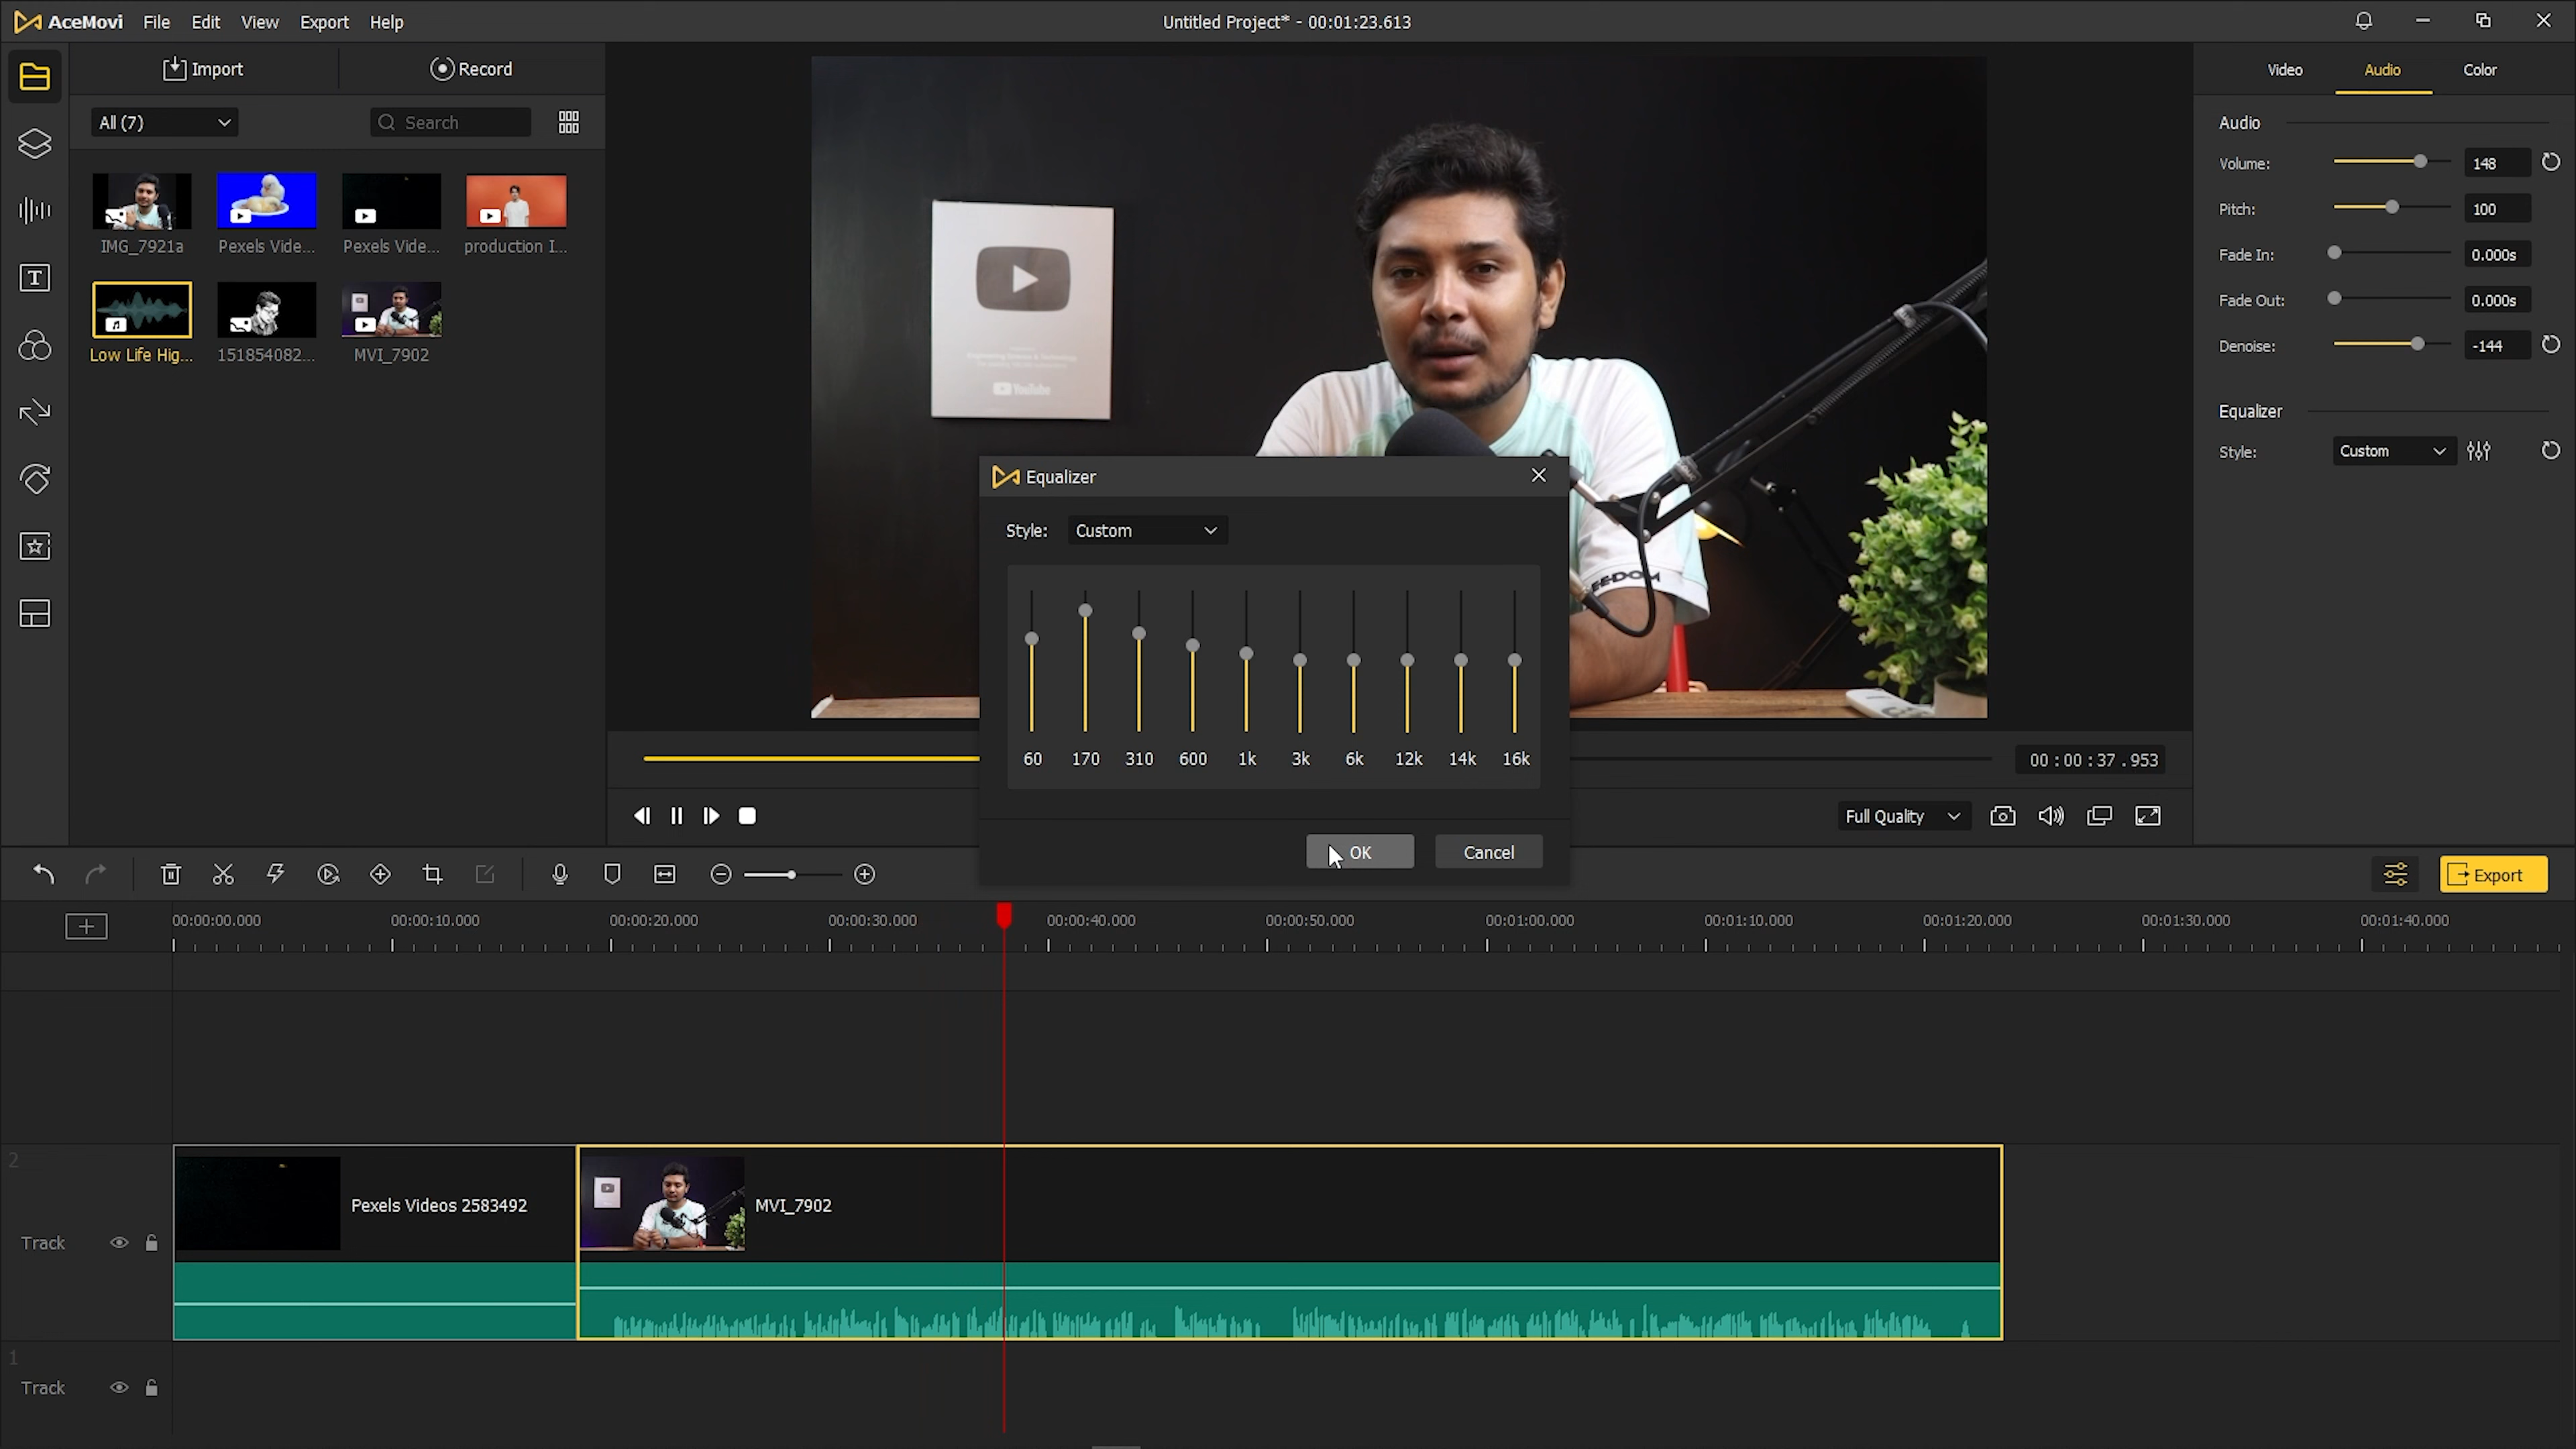 AceMovi File Edit View Export Help
Untitled Project* - 00:01:23.613
Import
Record
Video Audio Color
All (7)
Search
Audio
Volume: 148
Pitch: 100
Fade In: 0.000s
Fade Out: 0.000s
Denoise: -144
Equalizer
Style: Custom
IMG_7921a
Pexels Vide...
Pexels Vide...
production I...
Low Life Hig...
151854082...
MVI_7902
YouTube
EEDOM
Equalizer
Style: Custom
60 170 310 600 1k 3k 6k 12k 14k 16k
OK Cancel
00:00:37.953
Full Quality
Export
00:00:00.000 00:00:10.000 00:00:20.000 00:00:30.000 00:00:40.000 00:00:50.000 00:01:00.000 00:01:10.000 00:01:20.000 00:01:30.000 00:01:40.000
2
Pexels Videos 2583492
MVI_7902
Track
1
Track